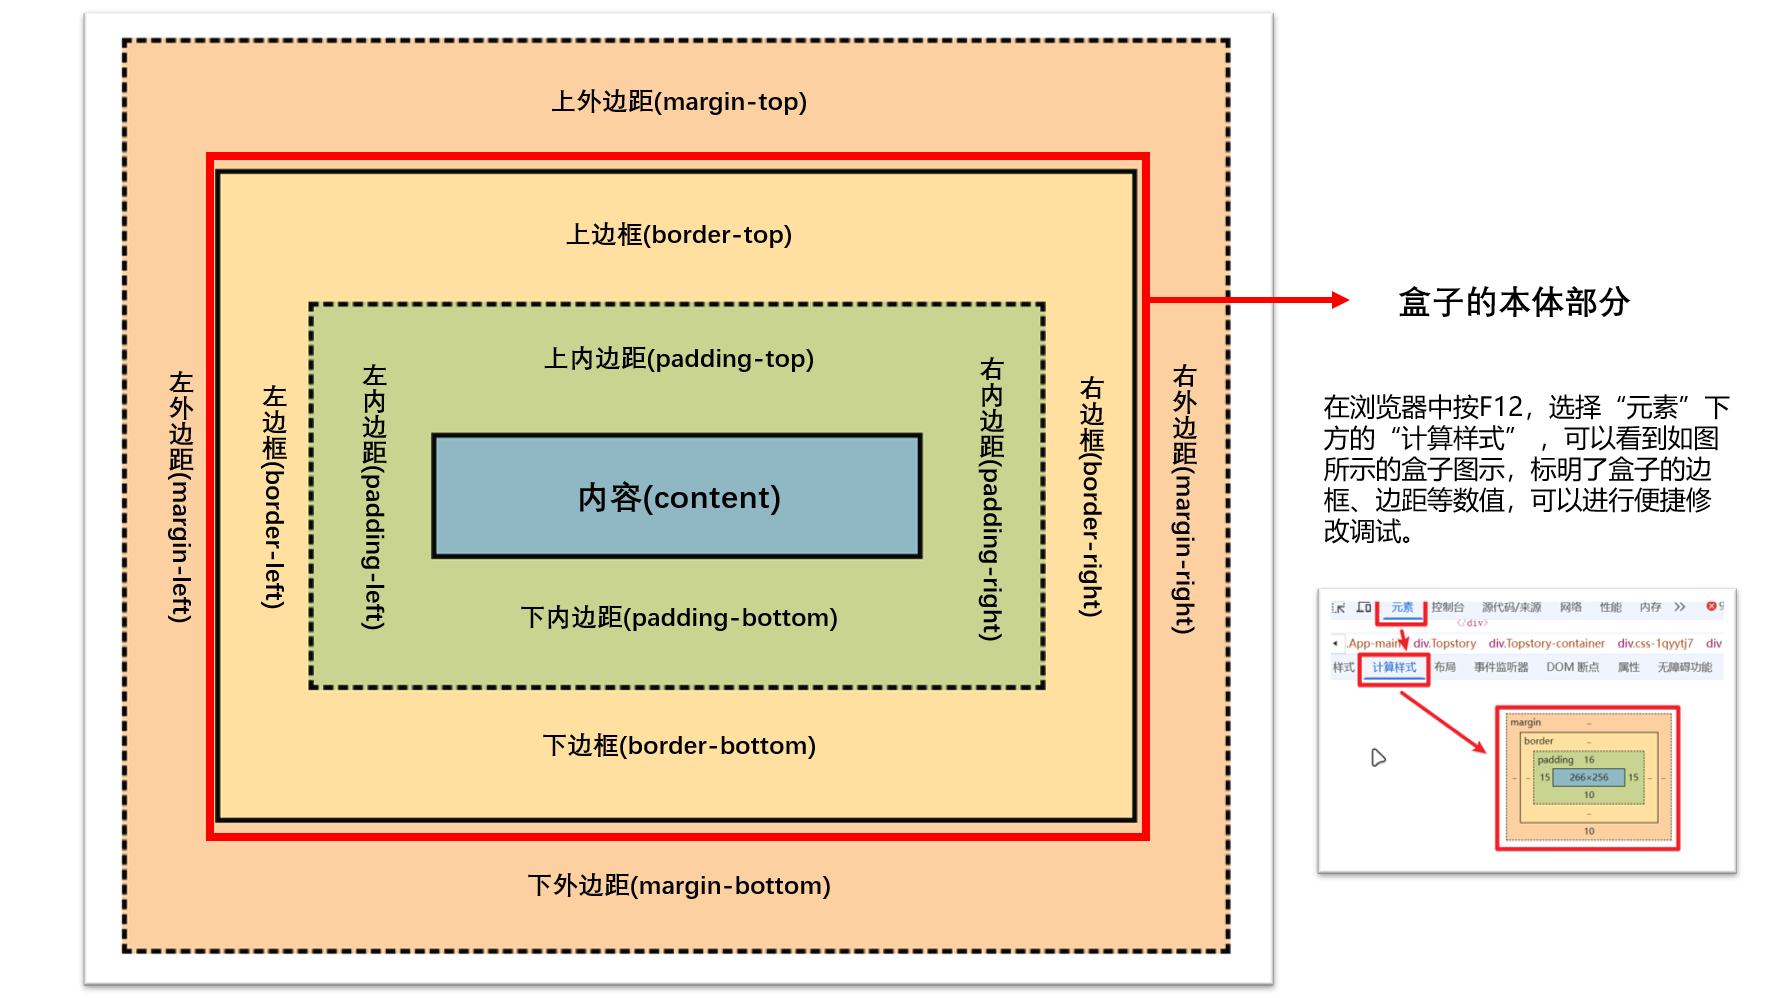 上外边距(margin-top)
上边框(border-top)
上内边距(padding-top)
左外边距(margin-left)
左边框(border-left)
左内边距(padding-left)
内容(content)
右内边距(padding-right)
右边框(border-right)
右外边距(margin-right)
下内边距(padding-bottom)
下边框(border-bottom)
下外边距(margin-bottom)
盒子的本体部分
在浏览器中按F12，选择“元素”下
方的“计算样式”，可以看到如图
所示的盒子图示，标明了盒子的边
框、边距等数值，可以进行便捷修
改调试。
元素 控制台 源代码/来源 网络 性能 内存 >> 9
</div>
.App-main div.Topstory div.Topstory-container div.css-1qyytj7 div
样式 计算样式 布局 事件监听器 DOM 断点 属性 无障碍功能
margin -
border -
padding 16
- - 15 266×256 15 - -
10
-
10